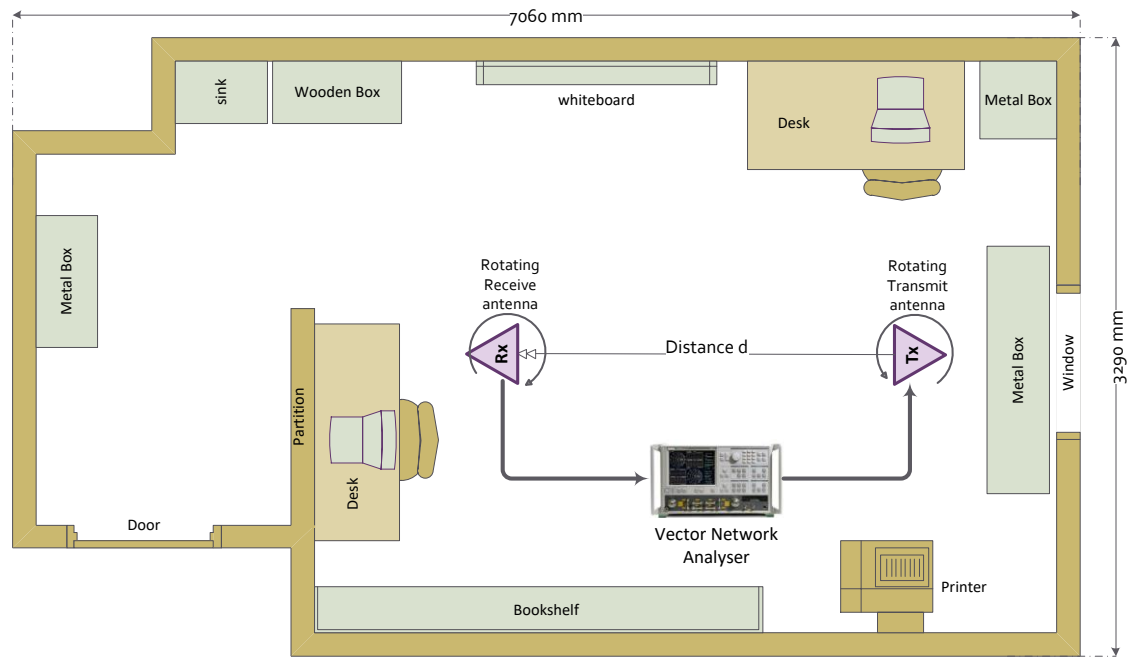 7060 mm
sink
Wooden Box
whiteboard
Desk
Metal Box
Metal Box
Rotating
Receive
antenna
Rotating
Transmit
antenna
Rx
Distance d
Tx
Metal Box
Window
3290 mm
Partition
Desk
Door
Vector Network
Analyser
Printer
Bookshelf